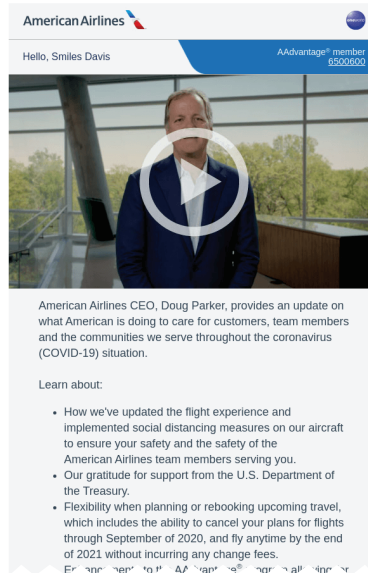 American Airlines
Hello, Smiles Davis
AAdvantage® member
6500600
American Airlines CEO, Doug Parker, provides an update on
what American is doing to care for customers, team members
and the communities we serve throughout the coronavirus
(COVID-19) situation.
Learn about:
• How we've updated the flight experience and
implemented social distancing measures on our aircraft
to ensure your safety and the safety of the
American Airlines team members serving you.
• Our gratitude for support from the U.S. Department of
the Treasury.
• Flexibility when planning or rebooking upcoming travel,
which includes the ability to cancel your plans for flights
through September of 2020, and fly anytime by the end
of 2021 without incurring any change fees.